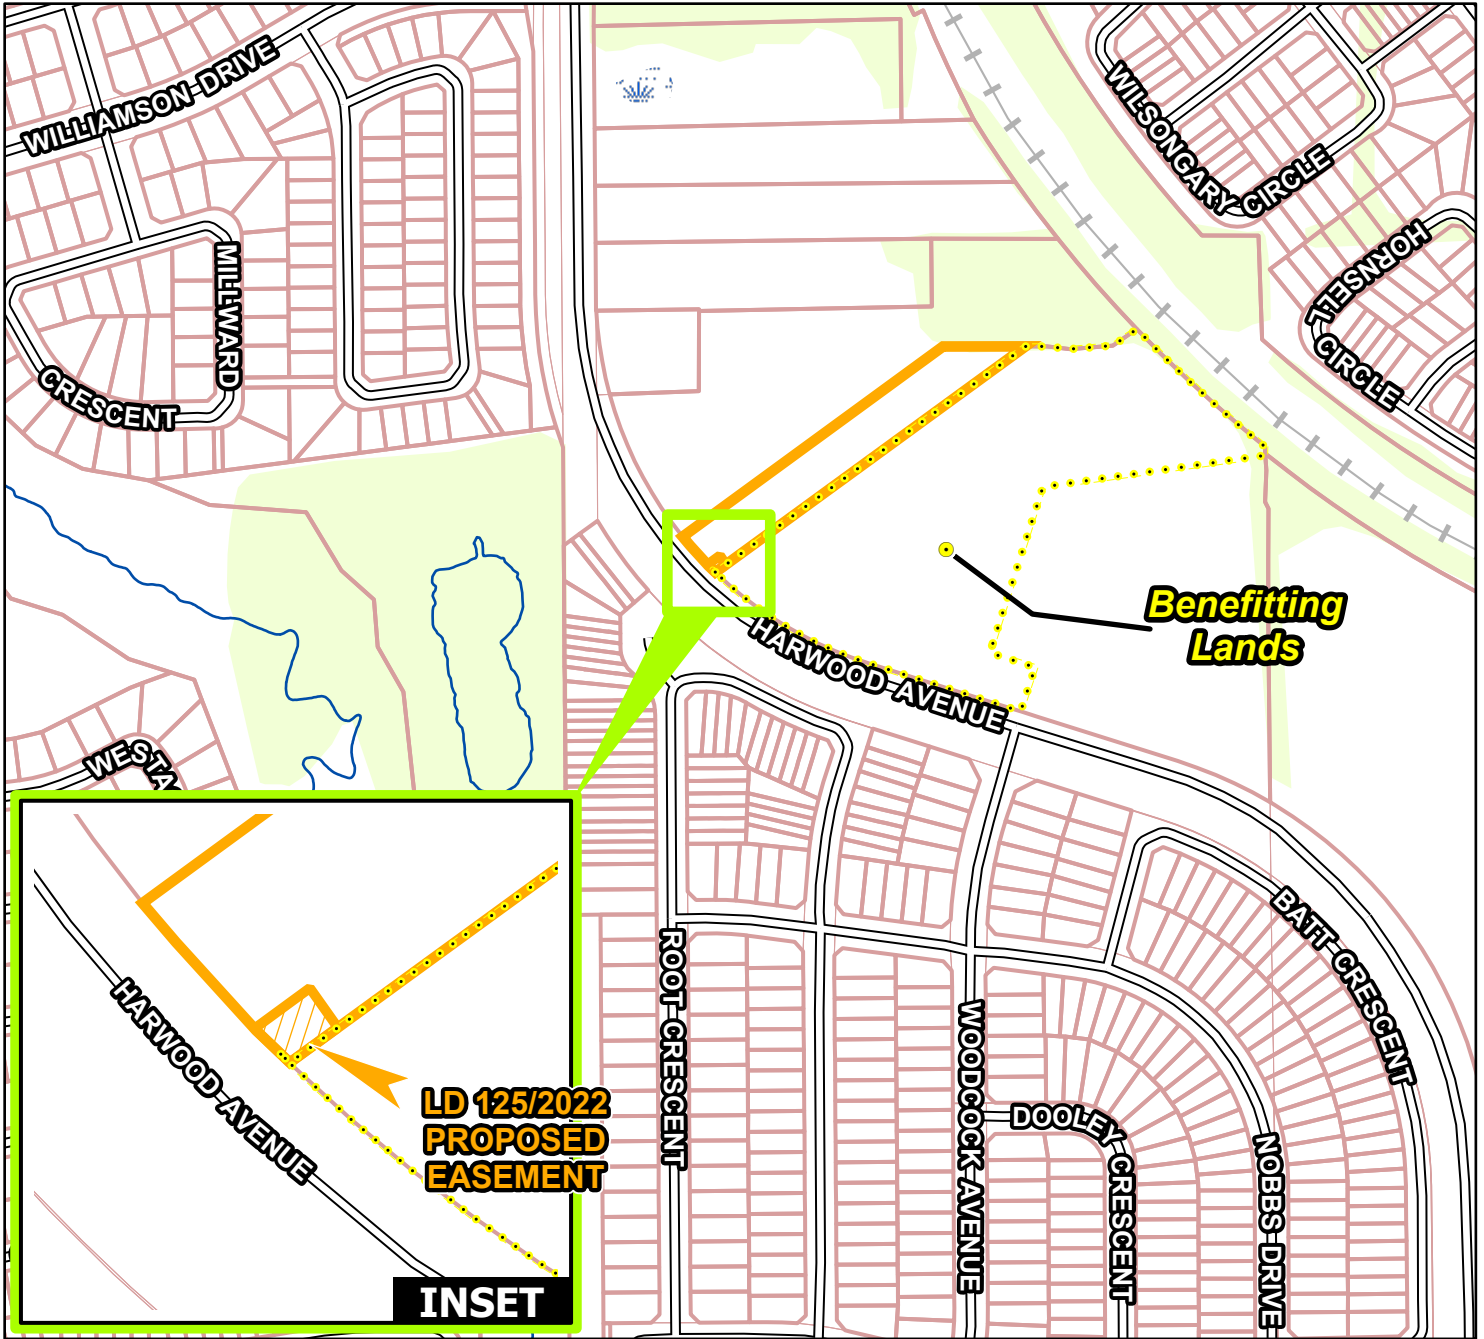 WILLIAMSON DRIVE
WILSONGARY CIRCLE
HORNSELL
CIRCLE
MILLWARD
CRESCENT
Benefitting
Lands
HARWOOD AVENUE
BATT CRESCENT
ROOT CRESCENT
WOODCOCK AVENUE
DOOLEY
CRESCENT
NOBBS DRIVE
HARWOOD AVENUE
LD 125/2022
PROPOSED
EASEMENT
INSET